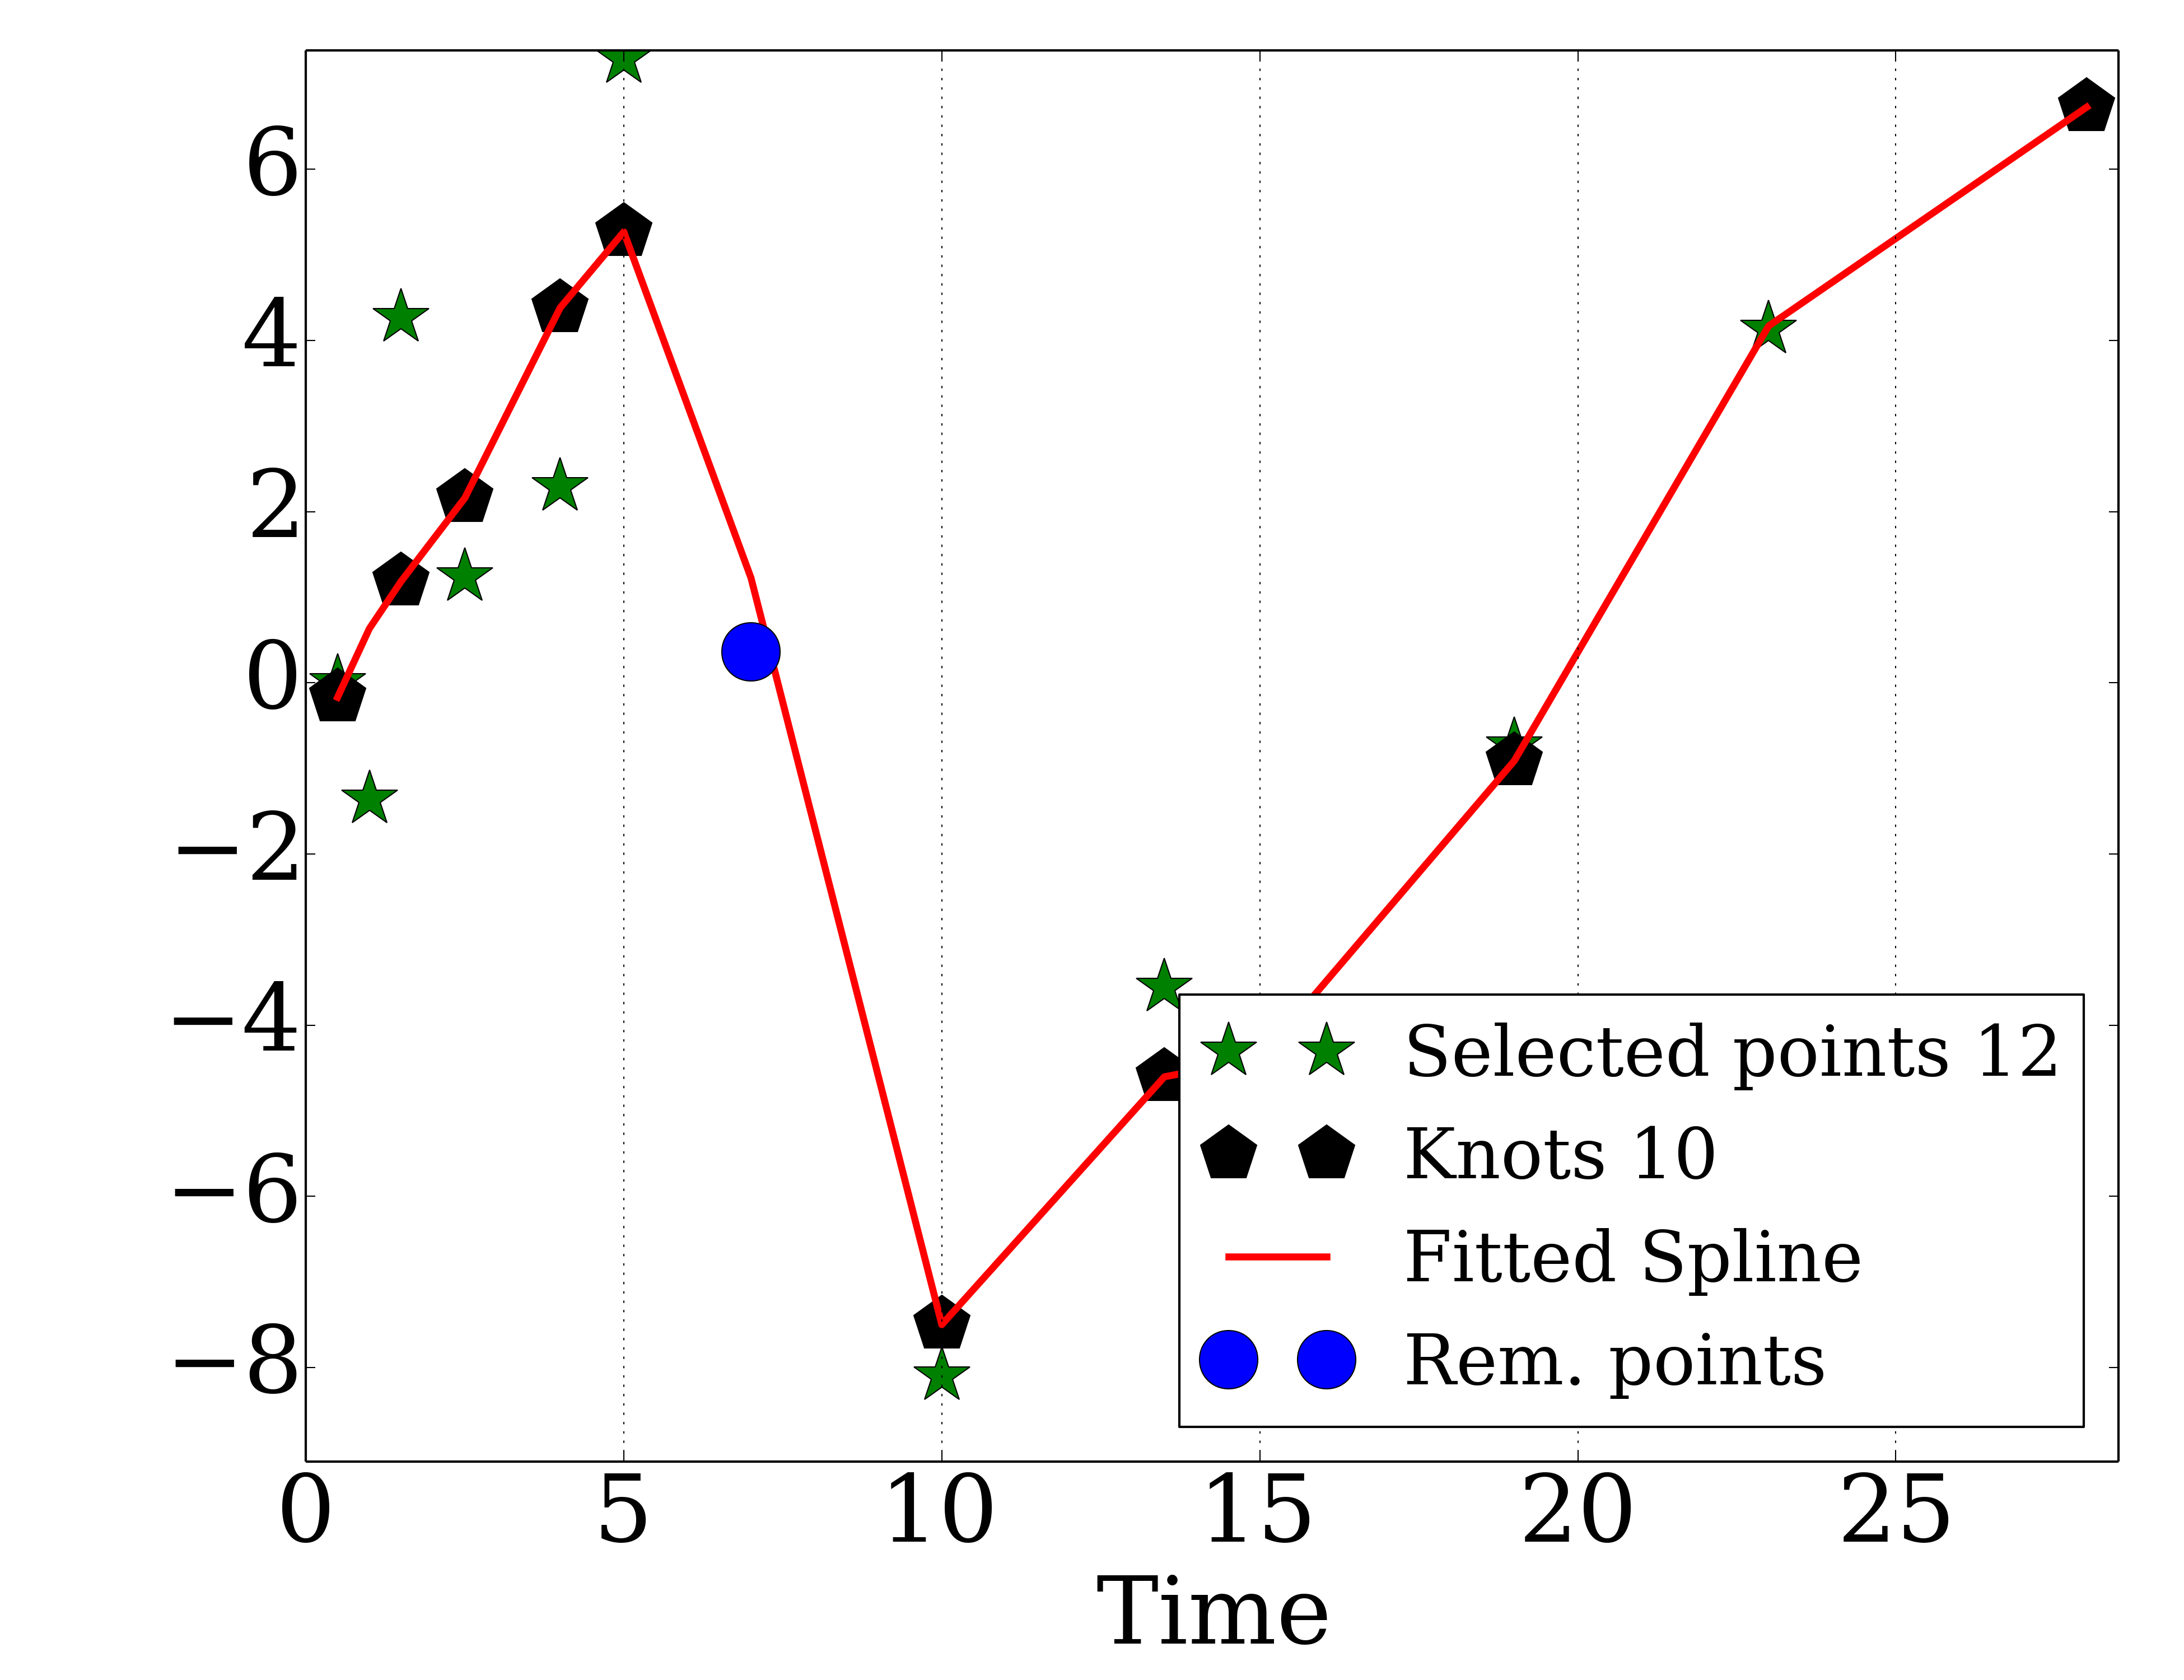 6
4
2
0
−2
−4
−6
−8
0 5 10 15 20 25
Time
Selected points 12
Knots 10
Fitted Spline
Rem. points